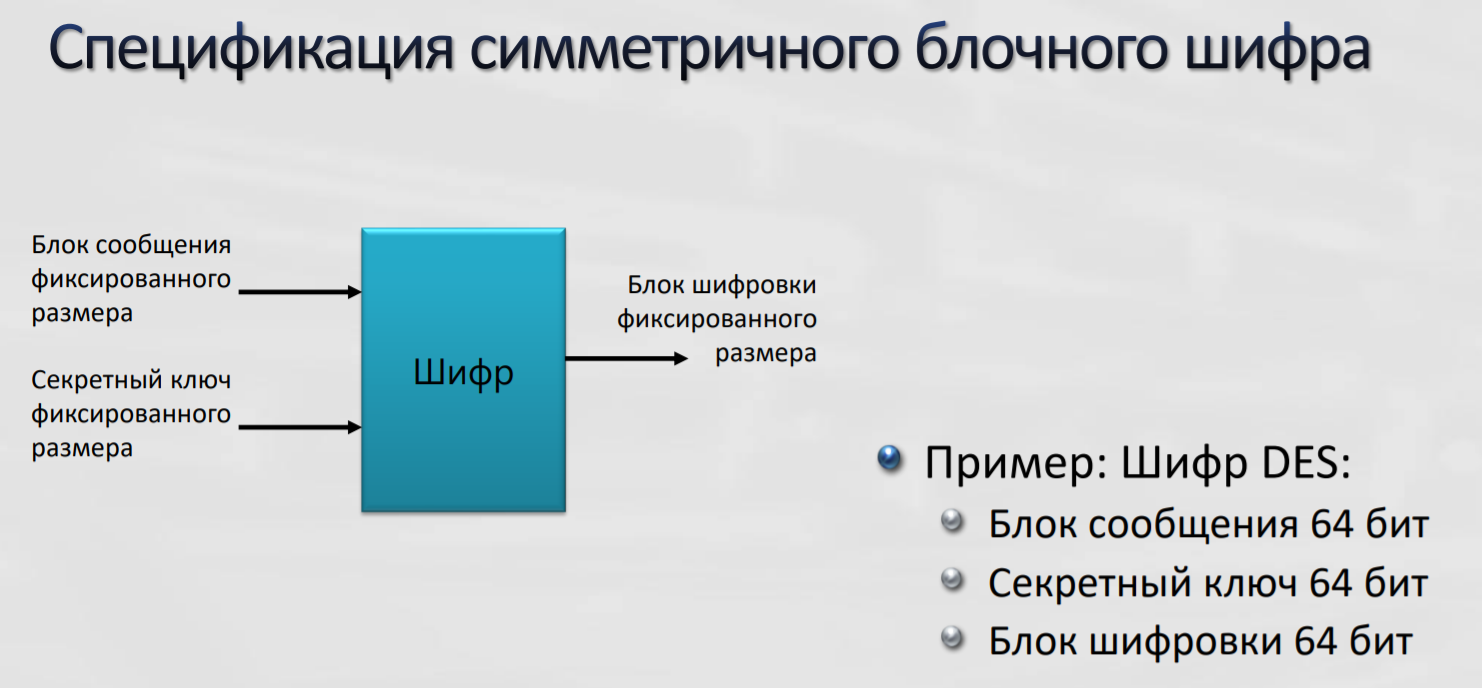 Спецификация симметричного блочного шифра
Блок сообщения
фиксированного
размера
Секретный ключ
фиксированного
размера
Шифр
Блок шифровки
фиксированного
размера
Пример: Шифр DES:
Блок сообщения 64 бит
Секретный ключ 64 бит
Блок шифровки 64 бит